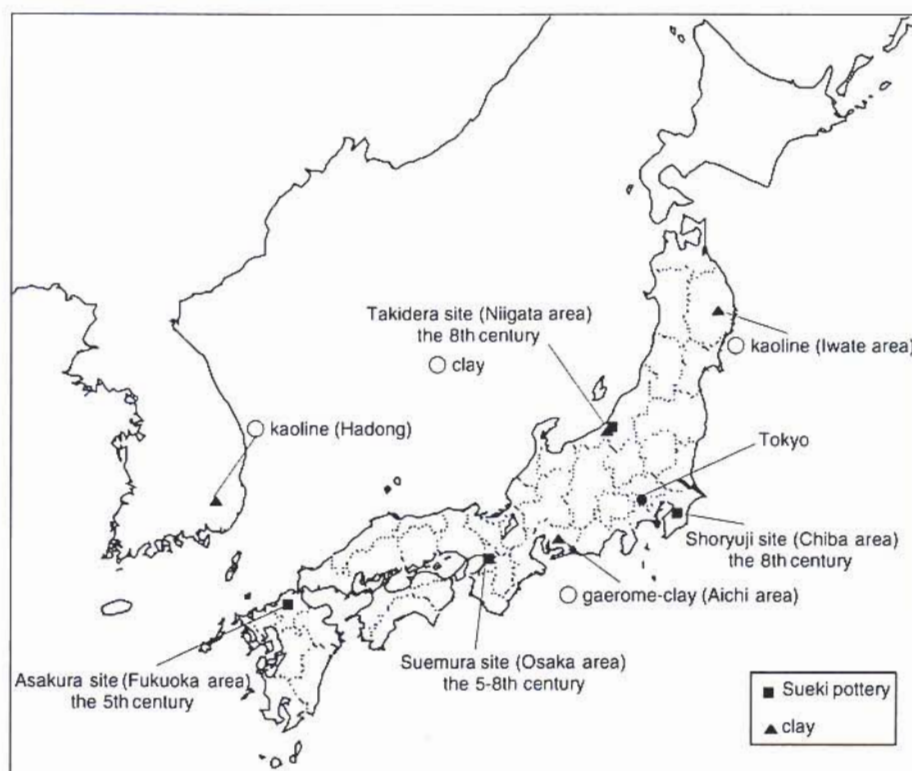 Takidera site (Niigata area)
the 8th century
clay
kaoline (Iwate area)
kaoline (Hadong)
Tokyo
Shoryuji site (Chiba area)
the 8th century
gaerome-clay (Aichi area)
Suemura site (Osaka area)
the 5-8th century
Asakura site (Fukuoka area)
the 5th century
Sueki pottery
clay